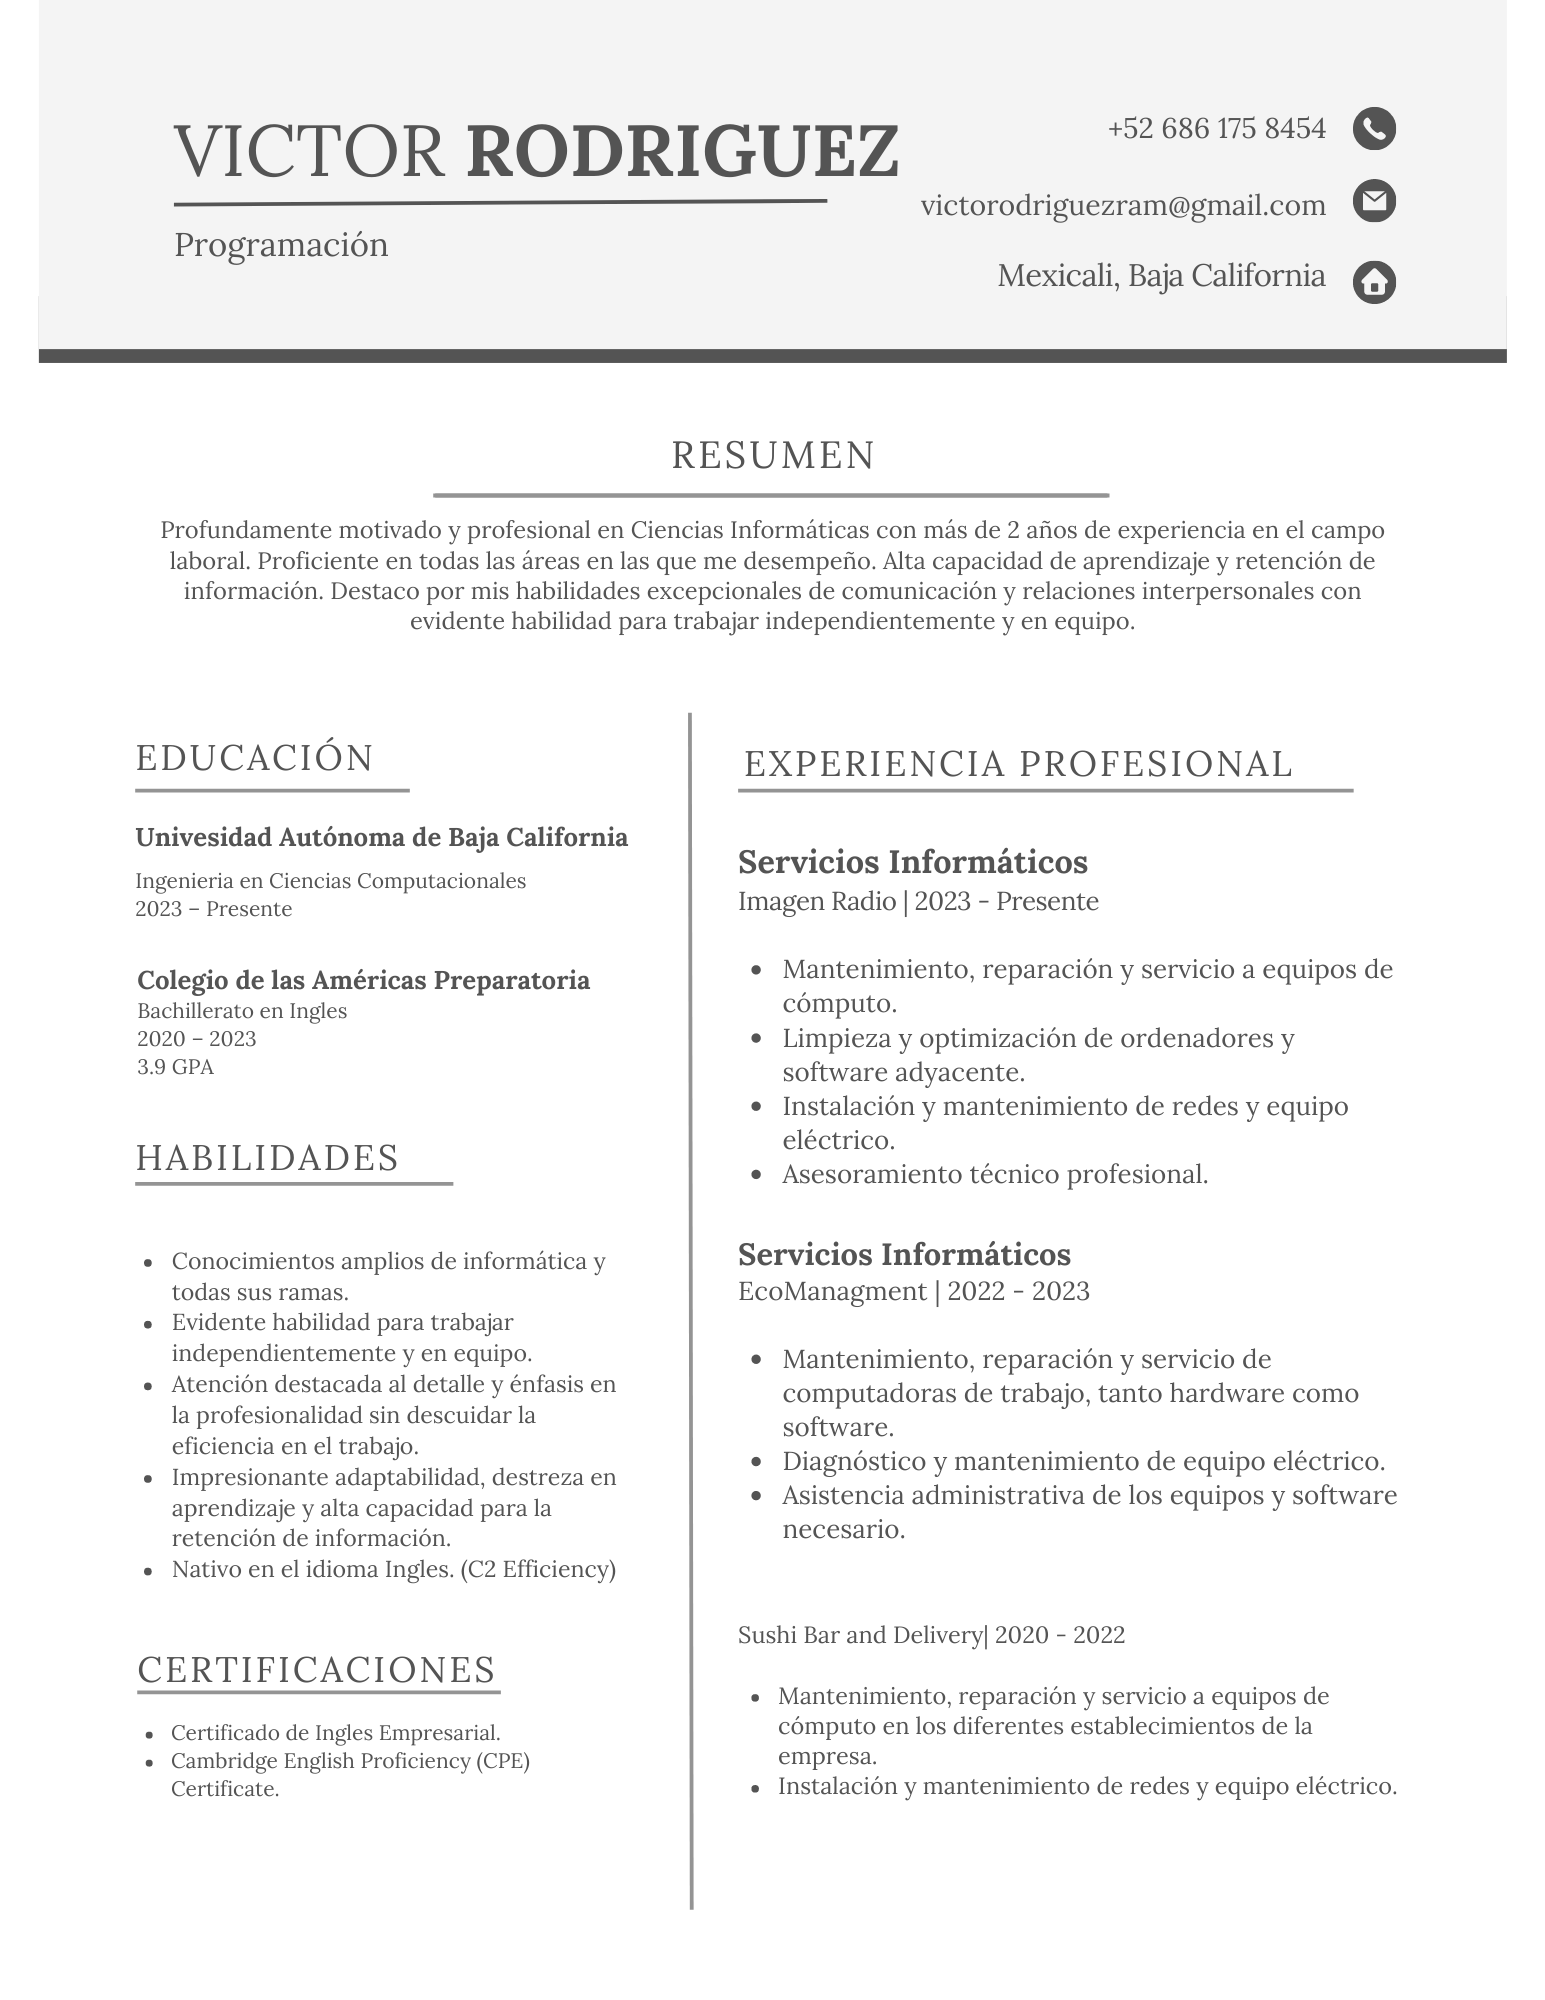 VICTOR RODRIGUEZ
Programación
+52 686 175 8454
victorodriguezram@gmail.com
Mexicali, Baja California
RESUMEN
Profundamente motivado y profesional en Ciencias Informáticas con más de 2 años de experiencia en el campo
laboral. Proficiente en todas las áreas en las que me desempeño. Alta capacidad de aprendizaje y retención de
información. Destaco por mis habilidades excepcionales de comunicación y relaciones interpersonales con
evidente habilidad para trabajar independientemente y en equipo.
EDUCACIÓN
Univesidad Autónoma de Baja California
Ingenieria en Ciencias Computacionales
2023 – Presente
Colegio de las Américas Preparatoria
Bachillerato en Ingles
2020 – 2023
3.9 GPA
HABILIDADES
• Conocimientos amplios de informática y
todas sus ramas.
• Evidente habilidad para trabajar
independientemente y en equipo.
• Atención destacada al detalle y énfasis en
la profesionalidad sin descuidar la
eficiencia en el trabajo.
• Impresionante adaptabilidad, destreza en
aprendizaje y alta capacidad para la
retención de información.
• Nativo en el idioma Ingles. (C2 Efficiency)
CERTIFICACIONES
• Certificado de Ingles Empresarial.
• Cambridge English Proficiency (CPE)
Certificate.
EXPERIENCIA PROFESIONAL
Servicios Informáticos
Imagen Radio | 2023 - Presente
• Mantenimiento, reparación y servicio a equipos de
cómputo.
• Limpieza y optimización de ordenadores y
software adyacente.
• Instalación y mantenimiento de redes y equipo
eléctrico.
• Asesoramiento técnico profesional.
Servicios Informáticos
EcoManagment | 2022 - 2023
• Mantenimiento, reparación y servicio de
computadoras de trabajo, tanto hardware como
software.
• Diagnóstico y mantenimiento de equipo eléctrico.
• Asistencia administrativa de los equipos y software
necesario.
Sushi Bar and Delivery| 2020 - 2022
• Mantenimiento, reparación y servicio a equipos de
cómputo en los diferentes establecimientos de la
empresa.
• Instalación y mantenimiento de redes y equipo eléctrico.